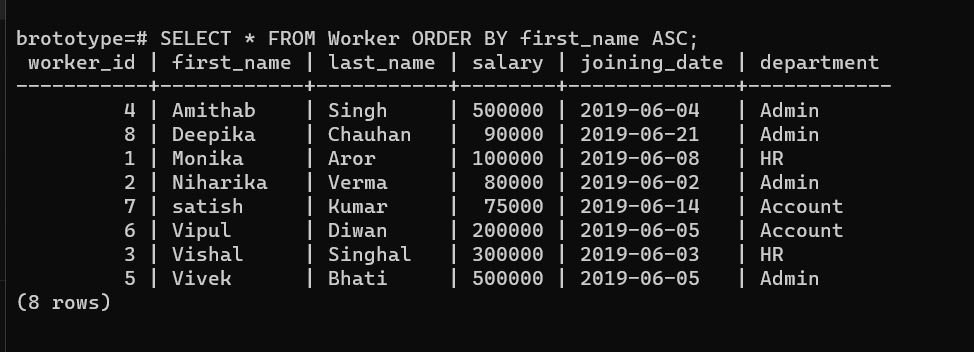 brototype=# SELECT * FROM Worker ORDER BY first_name ASC;
 worker_id | first_name | last_name | salary | joining_date | department
-----------+------------+-----------+--------+--------------+------------
         4 | Amithab    | Singh     | 500000 | 2019-06-04   | Admin
         8 | Deepika    | Chauhan   |  90000 | 2019-06-21   | Admin
         1 | Monika     | Aror      | 100000 | 2019-06-08   | HR
         2 | Niharika   | Verma     |  80000 | 2019-06-02   | Admin
         7 | satish     | Kumar     |  75000 | 2019-06-14   | Account
         6 | Vipul      | Diwan     | 200000 | 2019-06-05   | Account
         3 | Vishal     | Singhal   | 300000 | 2019-06-03   | HR
         5 | Vivek      | Bhati     | 500000 | 2019-06-05   | Admin
(8 rows)